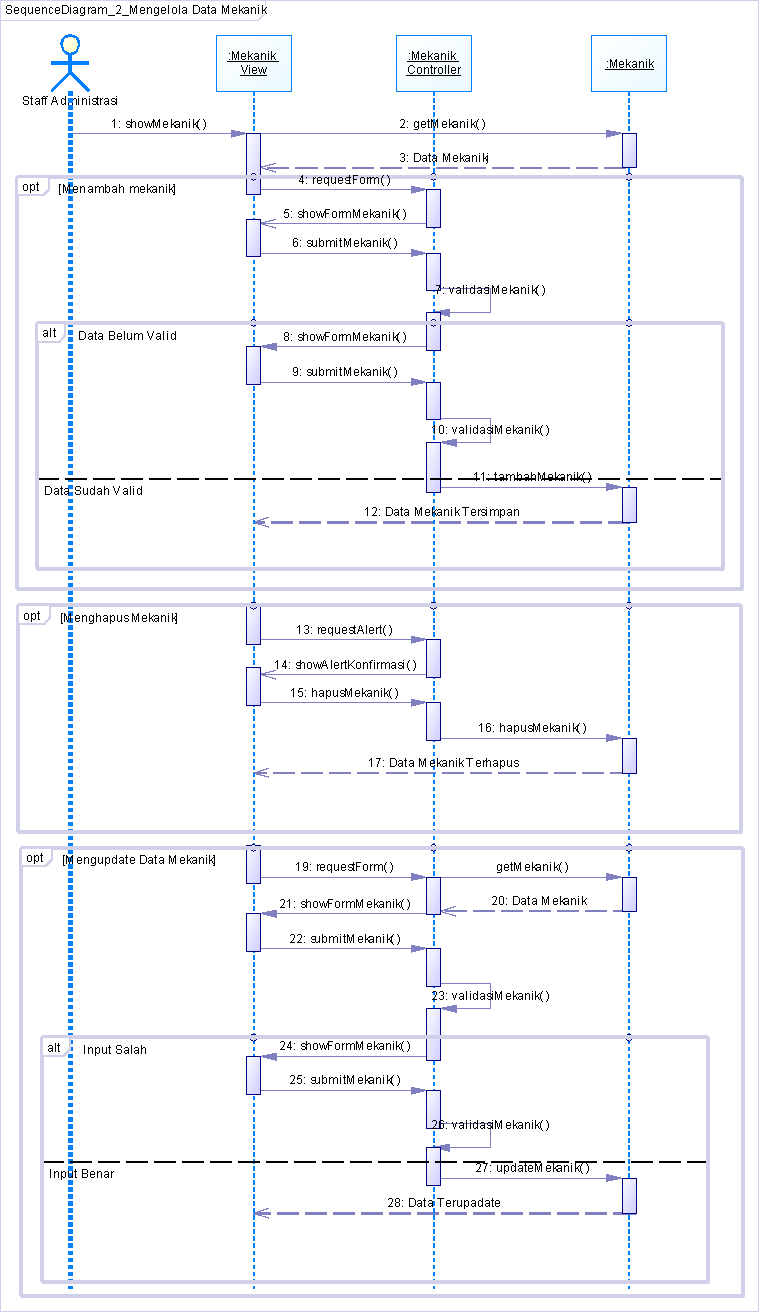 SequenceDiagram_2_Mengelola Data Mekanik
:Mekanik
View
:Mekanik
Controller
:Mekanik
Staff Administrasi
1: showMekanik()
2: getMekanik()
3: Data Mekanik
opt
[Menambah mekanik]
4: requestForm()
5: showFormMekanik()
6: submitMekanik()
7: validasiMekanik()
alt
Data Belum Valid
8: showFormMekanik()
9: submitMekanik()
10: validasiMekanik()
11: tambahMekanik()
Data Sudah Valid
12: Data Mekanik Tersimpan
opt
[Menghapus Mekanik]
13: requestAlert()
14: showAlertKonfirmasi()
15: hapusMekanik()
16: hapusMekanik()
17: Data Mekanik Terhapus
opt
[Mengupdate Data Mekanik]
19: requestForm()
getMekanik()
20: Data Mekanik
21: showFormMekanik()
22: submitMekanik()
23: validasiMekanik()
alt
Input Salah
24: showFormMekanik()
25: submitMekanik()
26: validasiMekanik()
27: updateMekanik()
Input Benar
28: Data Terupadate